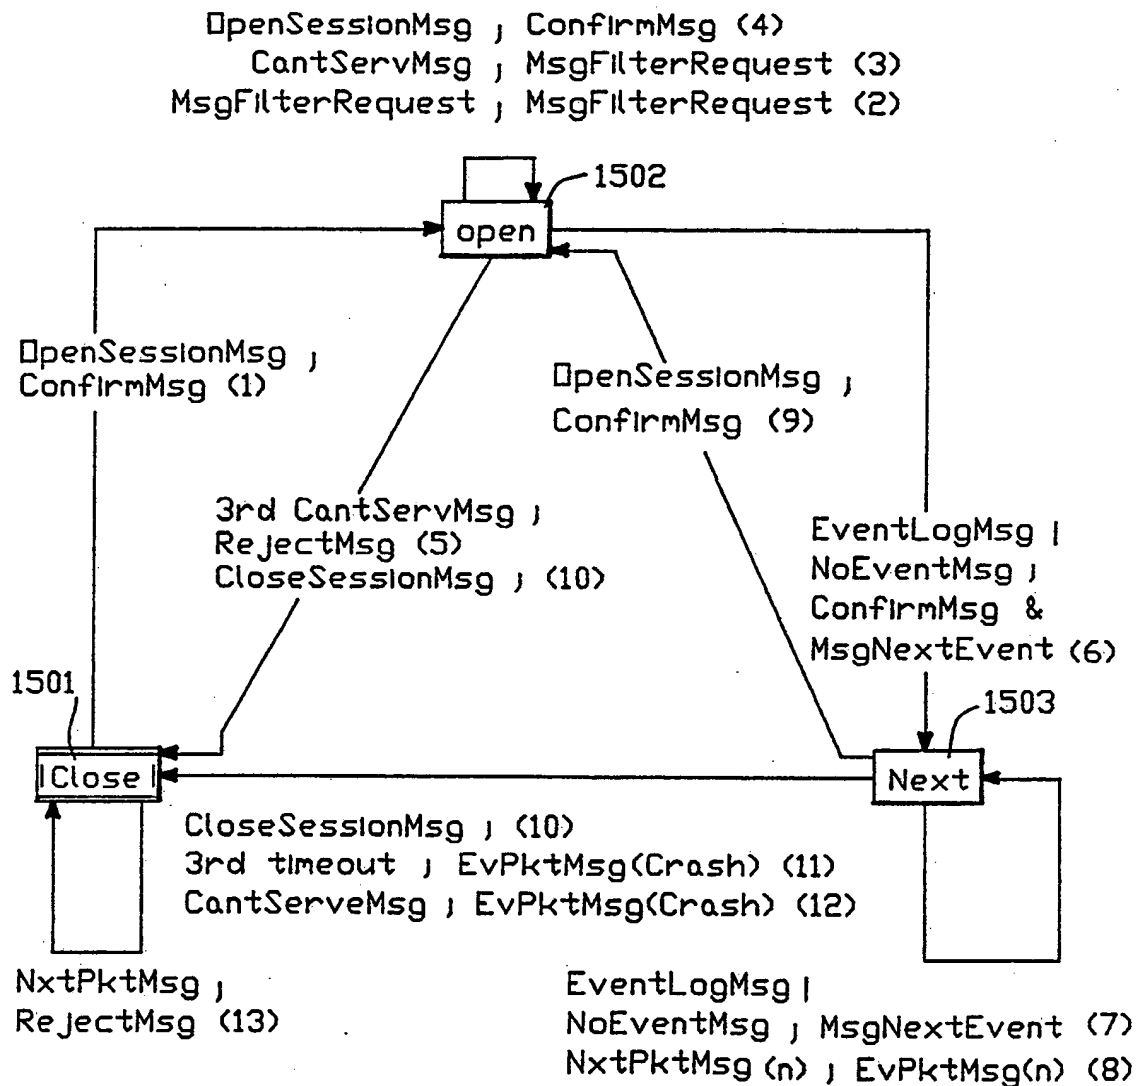 OpenSessionMsg ; ConfirmMsg (4)
CantServMsg ; MsgFilterRequest (3)
MsgFilterRequest ; MsgFilterRequest (2)
1502
open
OpenSessionMsg ;
ConfirmMsg (1)
OpenSessionMsg ;
ConfirmMsg (9)
3rd CantServMsg ;
RejectMsg (5)
CloseSessionMsg ; (10)
EventLogMsg |
NoEventMsg ;
ConfirmMsg &
MsgNextEvent (6)
1501
1503
|Close|
Next
CloseSessionMsg ; (10)
3rd timeout ; EvPktMsg(Crash) (11)
CantServeMsg ; EvPktMsg(Crash) (12)
NxtPktMsg ;
RejectMsg (13)
EventLogMsg |
NoEventMsg ; MsgNextEvent (7)
NxtPktMsg (n) ; EvPktMsg(n) (8)